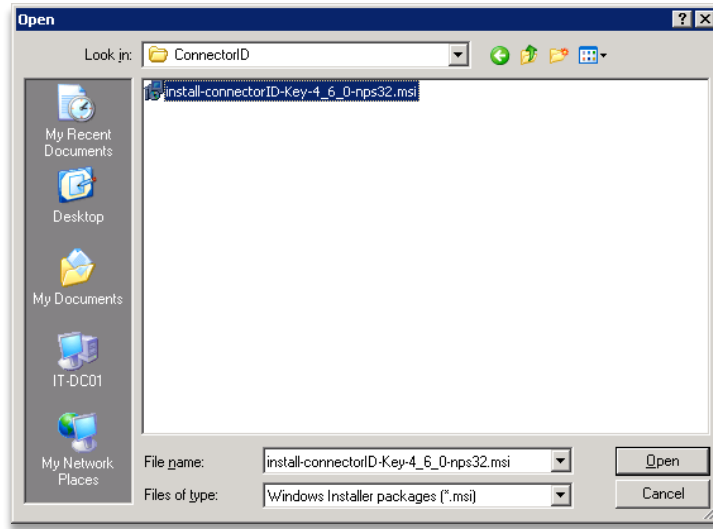 Open
Look in: ConnectorID
install-connectorID-Key-4_6_0-nps32.msi
My Recent
Documents
Desktop
My Documents
IT-DC01
My Network
Places
File name: install-connectorID-Key-4_6_0-nps32.msi Open
Files of type: Windows Installer packages (*.msi) Cancel